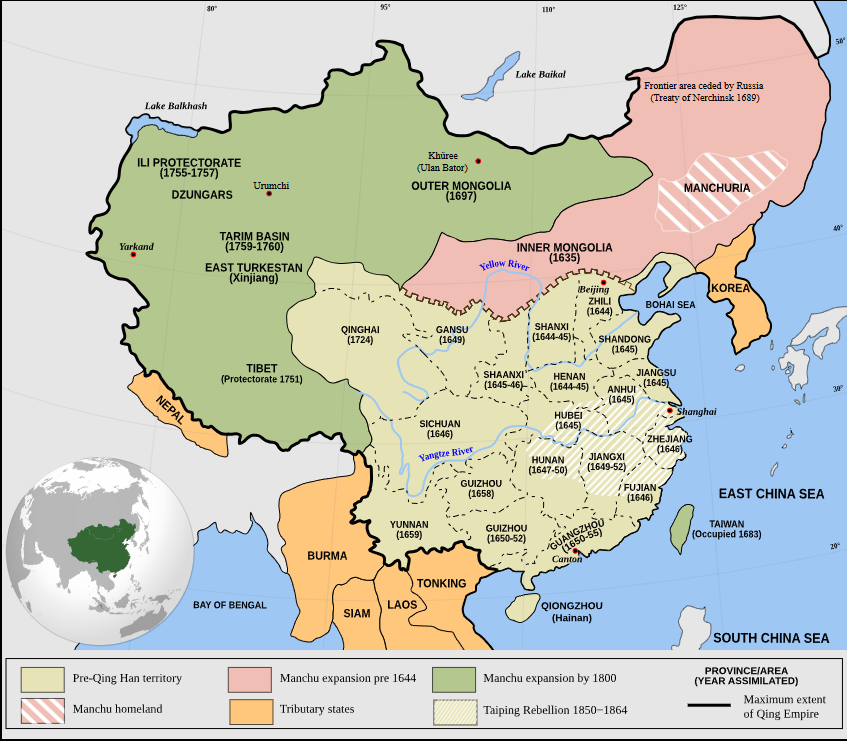 80°
95°
110°
125°
50°
Lake Baikal
Frontier area ceded by Russia
(Treaty of Nerchinsk 1689)
Lake Balkhash
ILI PROTECTORATE
(1755-1757)
DZUNGARS
Urumchi
Khüree
(Ulan Bator)
OUTER MONGOLIA
(1697)
MANCHURIA
40°
Yarkand
TARIM BASIN
(1759-1760)
EAST TURKESTAN
(Xinjiang)
INNER MONGOLIA
(1635)
Yellow River
Beijing
ZHILI
(1644)
KOREA
BOHAI SEA
QINGHAI
(1724)
GANSU
(1649)
SHANXI
(1644-45)
SHANDONG
(1645)
TIBET
(Protectorate 1751)
SHAANXI
(1645-46)
HENAN
(1644-45)
JIANGSU
(1645)
ANHUI
(1645)
30°
NEPAL
SICHUAN
(1646)
HUBEI
(1645)
Shanghai
ZHEJIANG
(1646)
Yangtze River
HUNAN
(1647-50)
JIANGXI
(1649-52)
GUIZHOU
(1658)
FUJIAN
(1646)
EAST CHINA SEA
YUNNAN
(1659)
GUIZHOU
(1650-52)
GUANGZHOU
(1650-55)
Canton
TAIWAN
(Occupied 1683)
20°
BURMA
TONKING
BAY OF BENGAL
SIAM
LAOS
QIONGZHOU
(Hainan)
SOUTH CHINA SEA
Pre-Qing Han territory
Manchu expansion pre 1644
Manchu expansion by 1800
PROVINCE/AREA
(YEAR ASSIMILATED)
Manchu homeland
Tributary states
Taiping Rebellion 1850−1864
Maximum extent
of Qing Empire